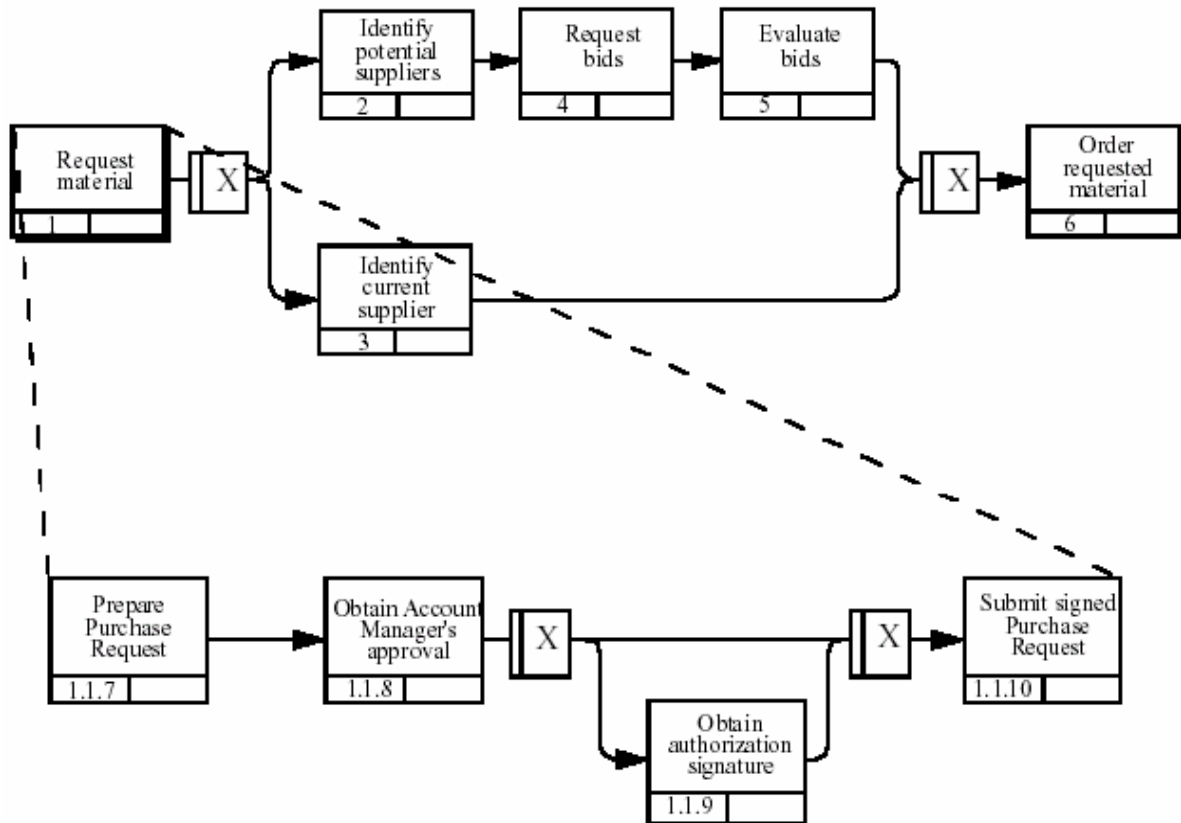 Identify
potential
suppliers
2
Request
bids
4
Evaluate
bids
5
Request
material
1
X
X
Order
requested
material
6
Identify
current
supplier
3
Prepare
Purchase
Request
1.1.7
Obtain Account
Manager's
approval
1.1.8
X
X
Submit signed
Purchase
Request
1.1.10
Obtain
authorization
signature
1.1.9